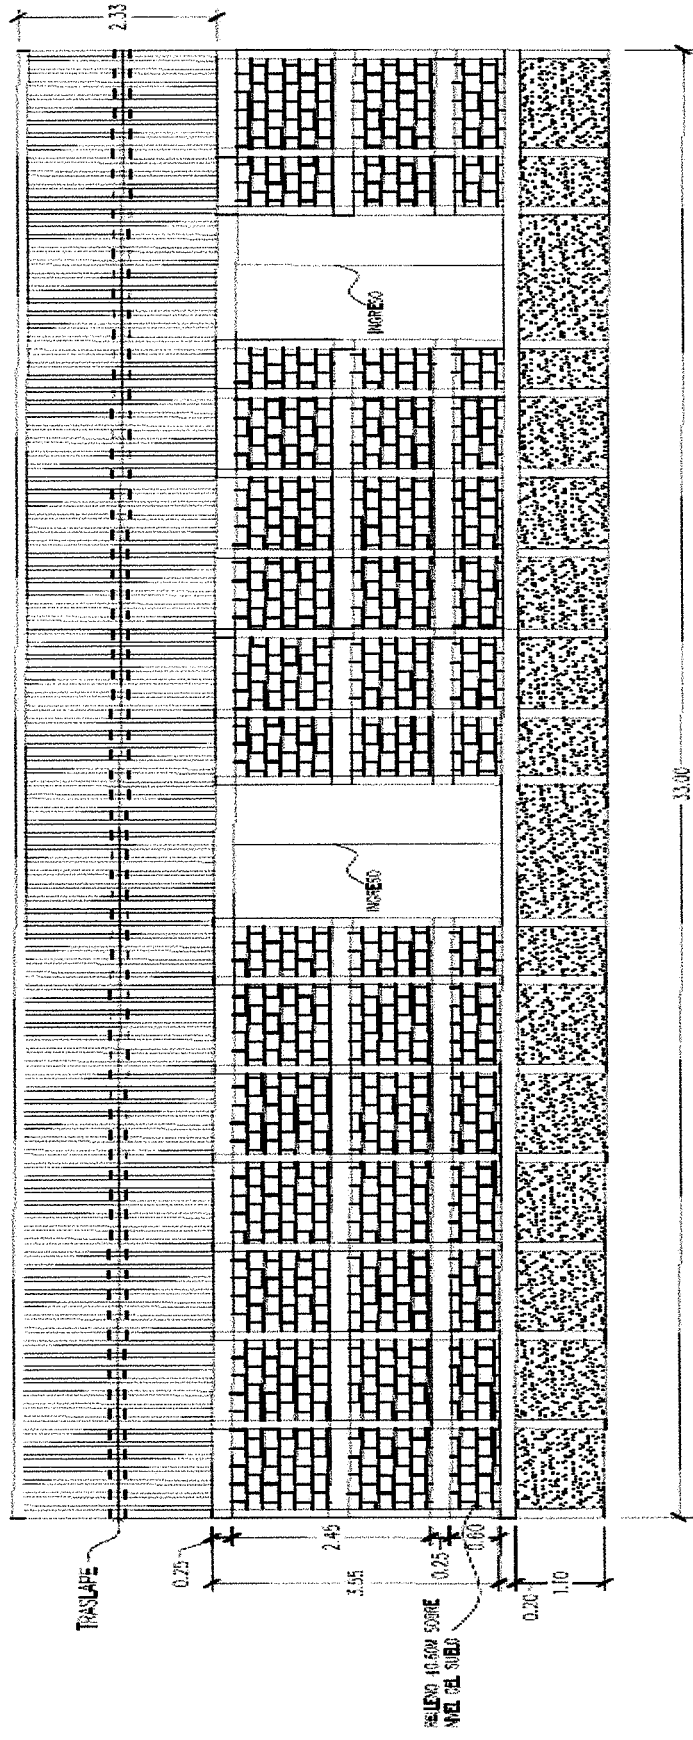 2.33
TRASLAPE
0.25
2.45
3.55
0.25
0.60
RELLENO +0.60M SOBRE
NIVEL DEL SUELO
0.20
1.10
INGRESO
INGRESO
33.00